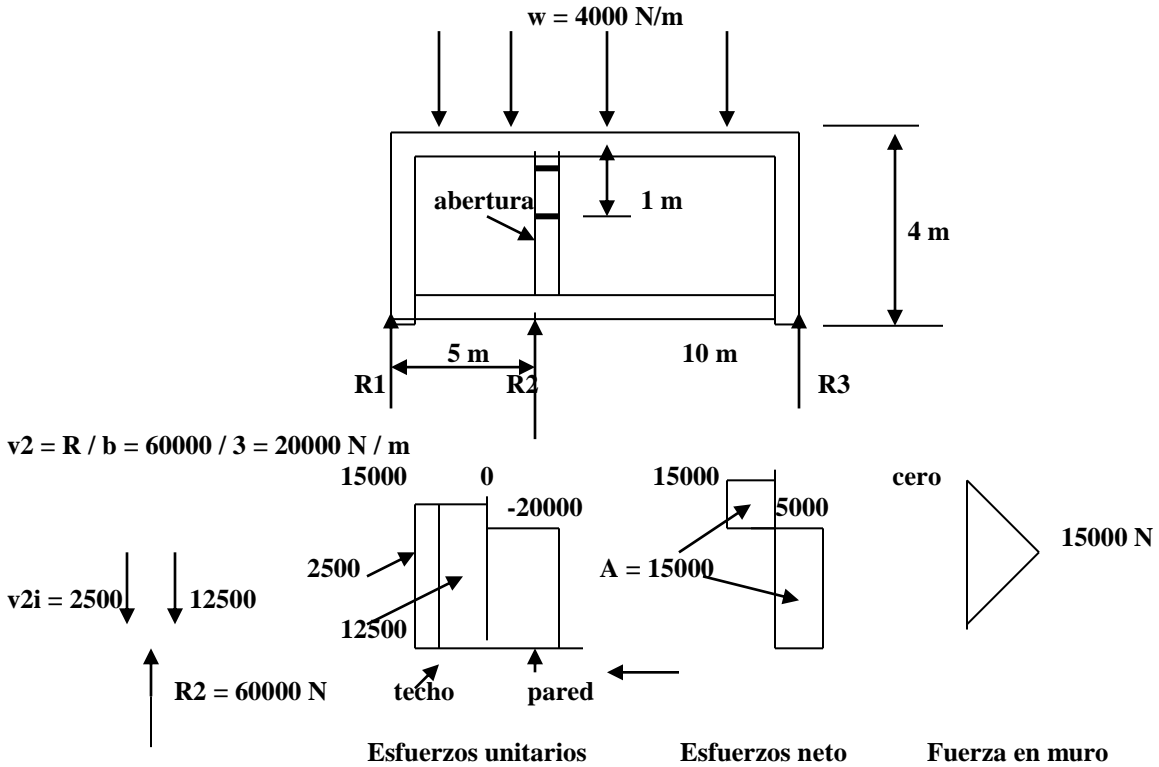 w = 4000 N/m
abertura
1 m
4 m
5 m
10 m
R1
R2
R3
v2 = R / b = 60000 / 3 = 20000 N / m
15000
0
-20000
15000
5000
cero
15000 N
2500
A = 15000
v2i = 2500
12500
12500
R2 = 60000 N
techo
pared
Esfuerzos unitarios
Esfuerzos neto
Fuerza en muro